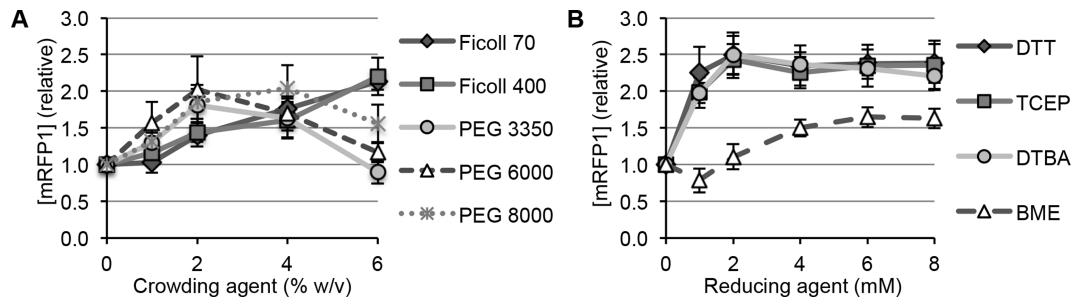 A
[mRFP1] (relative)
3.0
2.5
2.0
1.5
1.0
0.5
0.0
0
2
4
6
Crowding agent (% w/v)
Ficoll 70
Ficoll 400
PEG 3350
PEG 6000
PEG 8000
B
[mRFP1] (relative)
3.0
2.5
2.0
1.5
1.0
0.5
0.0
0
2
4
6
8
Reducing agent (mM)
DTT
TCEP
DTBA
BME